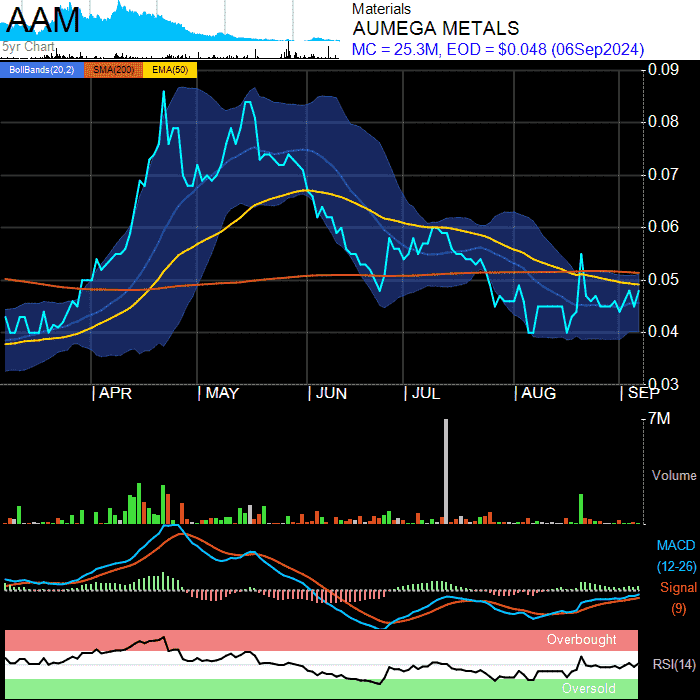 AAM
5yr Chart
Materials
AUMEGA METALS
MC = 25.3M, EOD = $0.048 (06Sep2024)
BollBands(20,2) SMA(200) EMA(50)
0.09
0.08
0.07
0.06
0.05
0.04
0.03
APR MAY JUN JUL AUG SEP
7M
Volume
MACD
(12-26)
Signal
(9)
Overbought
RSI(14)
Oversold